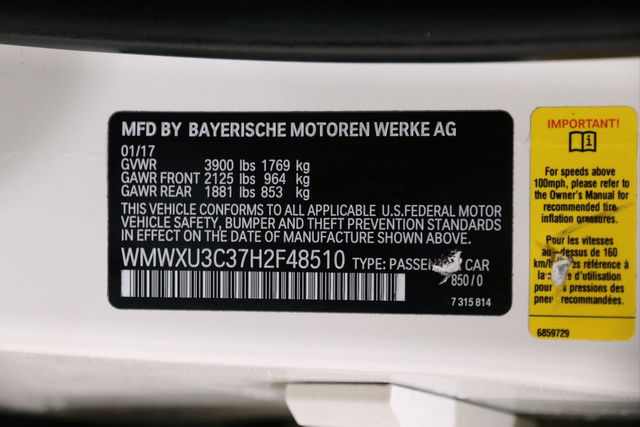 MFD BY BAYERISCHE MOTOREN WERKE AG
01/17
GVWR 3900 lbs 1769 kg
GAWR FRONT 2125 lbs 964 kg
GAWR REAR 1881 lbs 853 kg
THIS VEHICLE CONFORMS TO ALL APPLICABLE U.S.FEDERAL MOTOR
VEHICLE SAFETY, BUMPER AND THEFT PREVENTION STANDARDS
IN EFFECT ON THE DATE OF MANUFACTURE SHOWN ABOVE.
WMWXU3C37H2F48510 TYPE: CAR
850/0
7 315 814
IMPORTANT!
For speeds above
100mph, please refer to
the Owner's Manual for
recommended tire
inflation pressures.
Pour les vitesses
au-dessus de 160
km/h référence à
la d'utilisation
pour pressions des
pneus recommandées.
6859729